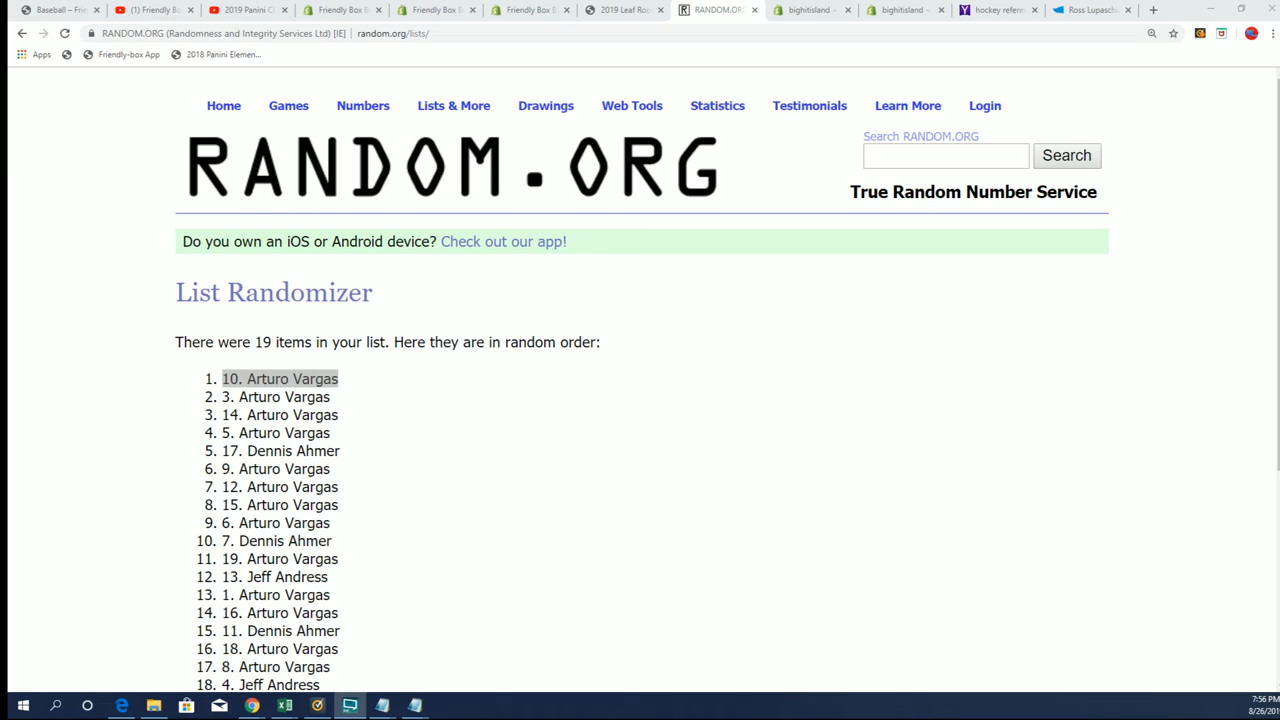 Baseball – Fri
(1) Friendly Bo
2019 Panini C
Friendly Box B
Friendly Box B
Friendly Box B
2019 Leaf Roo
RANDOM.OR
bighitisland –
bighitisland –
hockey refere
Ross Lupasch
RANDOM.ORG (Randomness and Integrity Services Ltd) [IE] | random.org/lists/
Apps
Friendly-box App
2018 Panini Elemen...
Home
Games
Numbers
Lists & More
Drawings
Web Tools
Statistics
Testimonials
Learn More
Login
RANDOM.ORG
Search RANDOM.ORG
Search
True Random Number Service
Do you own an iOS or Android device? Check out our app!
List Randomizer
There were 19 items in your list. Here they are in random order:
1. 10. Arturo Vargas
2. 3. Arturo Vargas
3. 14. Arturo Vargas
4. 5. Arturo Vargas
5. 17. Dennis Ahmer
6. 9. Arturo Vargas
7. 12. Arturo Vargas
8. 15. Arturo Vargas
9. 6. Arturo Vargas
10. 7. Dennis Ahmer
11. 19. Arturo Vargas
12. 13. Jeff Andress
13. 1. Arturo Vargas
14. 16. Arturo Vargas
15. 11. Dennis Ahmer
16. 18. Arturo Vargas
17. 8. Arturo Vargas
18. 4. Jeff Andress
7:56 PM
8/26/201